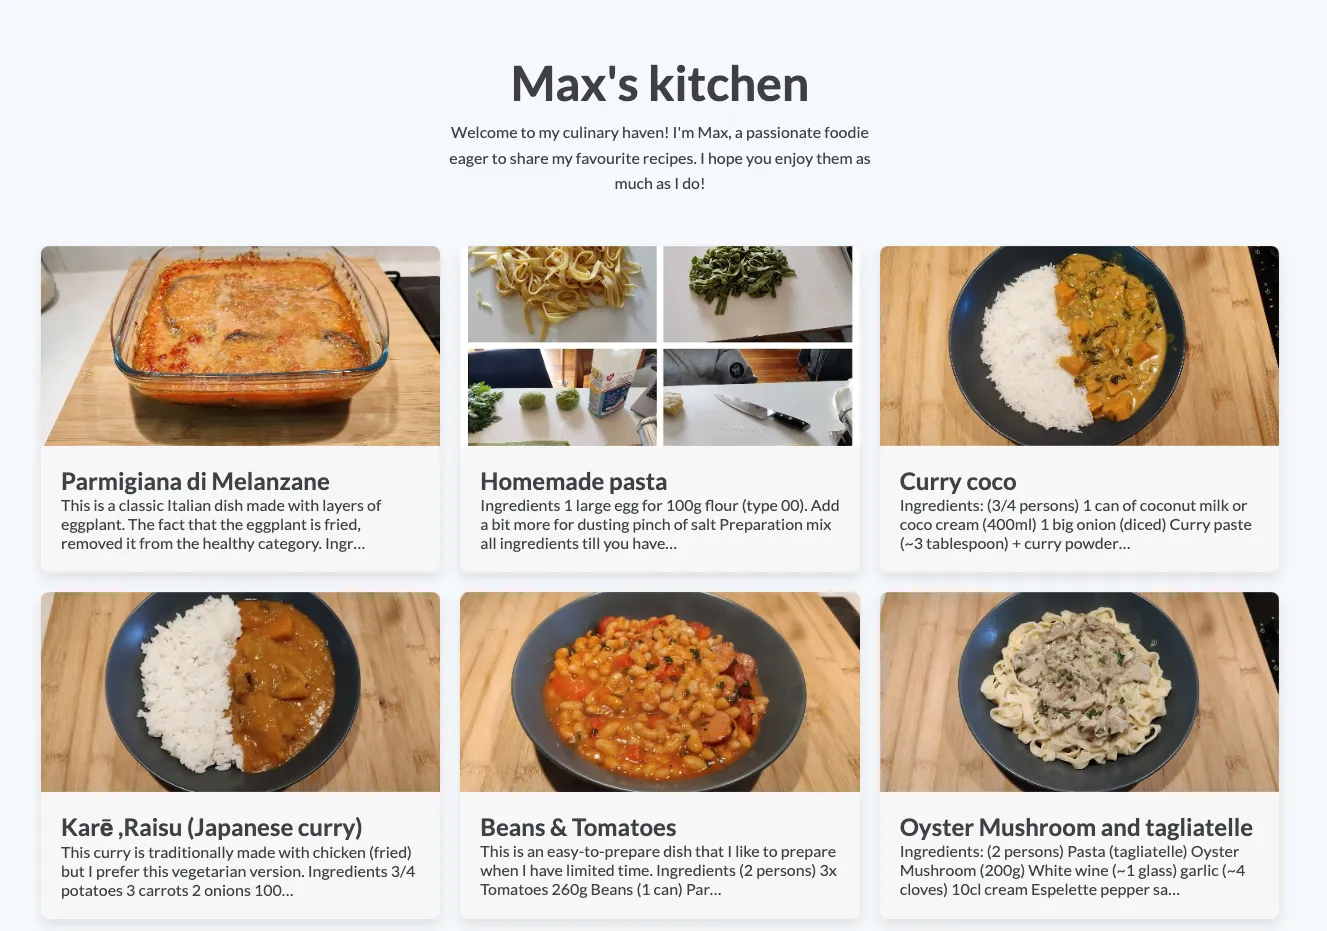 Max's kitchen
Welcome to my culinary haven! I'm Max, a passionate foodie
eager to share my favourite recipes. I hope you enjoy them as
much as I do!
Parmigiana di Melanzane
This is a classic Italian dish made with layers of
eggplant. The fact that the eggplant is fried,
removed it from the healthy category. Ingr...
Homemade pasta
Ingredients 1 large egg for 100g flour (type 00). Add
a bit more for dusting pinch of salt Preparation mix
all ingredients till you have...
Curry coco
Ingredients: (3/4 persons) 1 can of coconut milk or
coco cream (400ml) 1 big onion (diced) Curry paste
(~3 tablespoon) + curry powder...
Karē ,Raisu (Japanese curry)
This curry is traditionally made with chicken (fried)
but I prefer this vegetarian version. Ingredients 3/4
potatoes 3 carrots 2 onions 100...
Beans & Tomatoes
This is an easy-to-prepare dish that I like to prepare
when I have limited time. Ingredients (2 persons) 3x
Tomatoes 260g Beans (1 can) Par...
Oyster Mushroom and tagliatelle
Ingredients: (2 persons) Pasta (tagliatelle) Oyster
Mushroom (200g) White wine (~1 glass) garlic (~4
cloves) 10cl cream Espelette pepper sa...